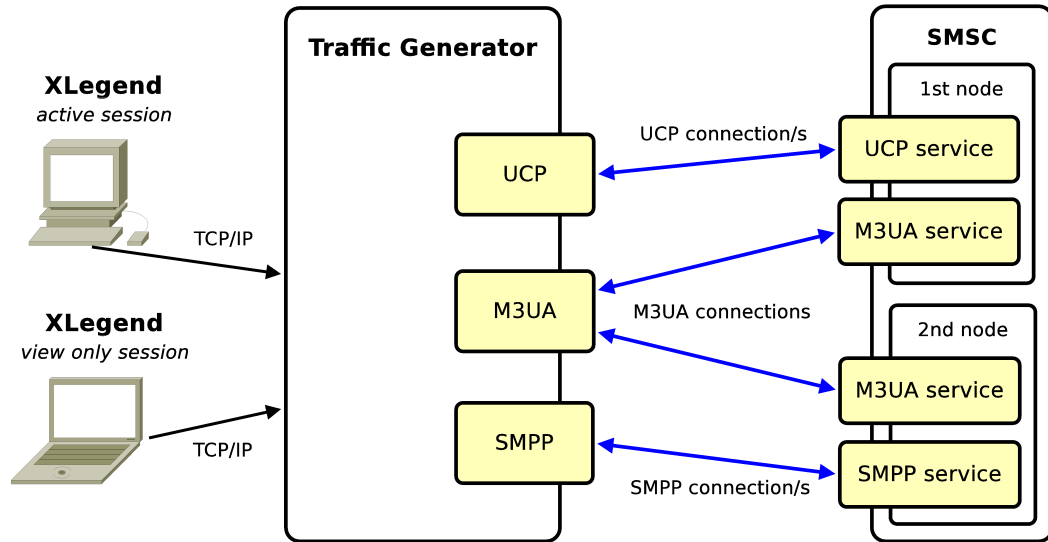 Traffic Generator
SMSC
XLegend
active session
1st node
UCP connection/s
UCP service
UCP
TCP/IP
M3UA service
M3UA
M3UA connections
XLegend
view only session
2nd node
M3UA service
TCP/IP
SMPP
SMPP service
SMPP connection/s